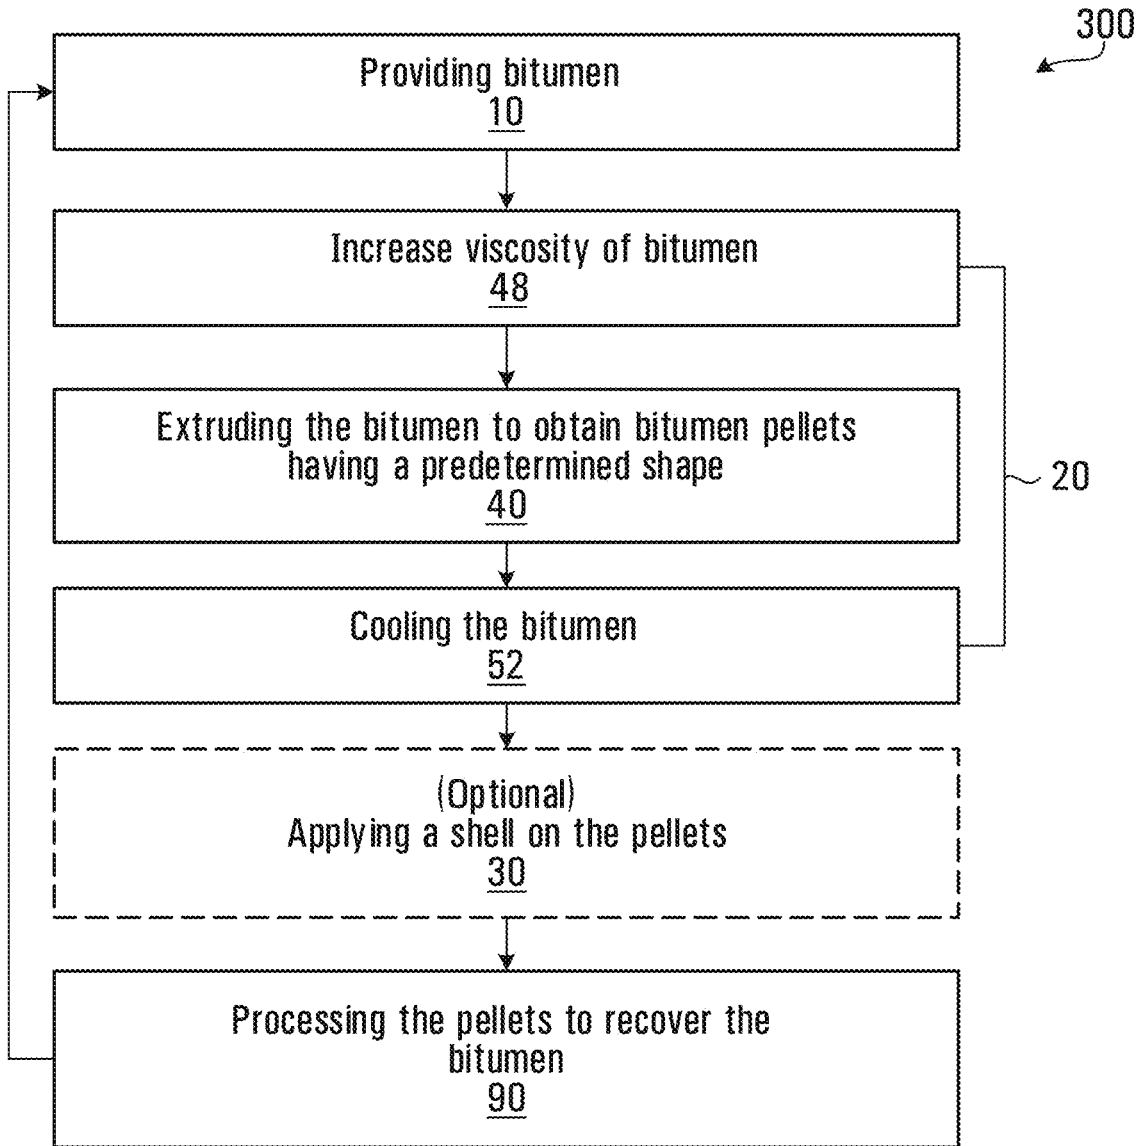 300
Providing bitumen
10
Increase viscosity of bitumen
48
Extruding the bitumen to obtain bitumen pellets
having a predetermined shape
40
20
Cooling the bitumen
52
(Optional)
Applying a shell on the pellets
30
Processing the pellets to recover the
bitumen
90